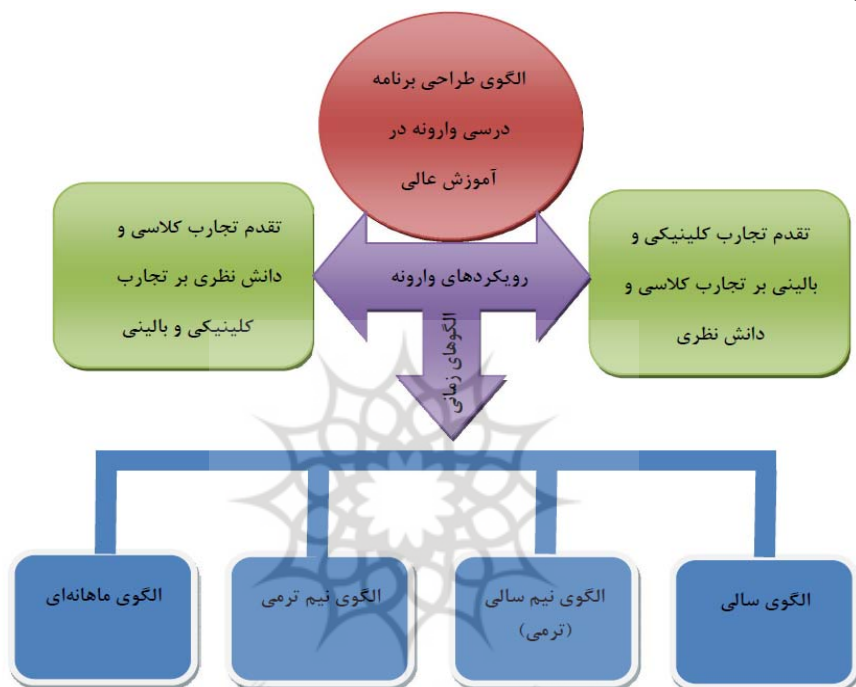 الگوی طراحی برنامه
درسی وارونه در
آموزش عالی
تقدم تجارب کلینیکی و
بالینی بر تجارب کلاسی و
دانش نظری
رویکردهای وارونه
تقدم تجارب کلاسی و
دانش نظری بر تجارب
کلینیکی و بالینی
الگوهای زمانی
الگوی سالی
الگوی نیم سالی
(ترمی)
الگوی نیم ترمی
الگوی ماهانه‌ای